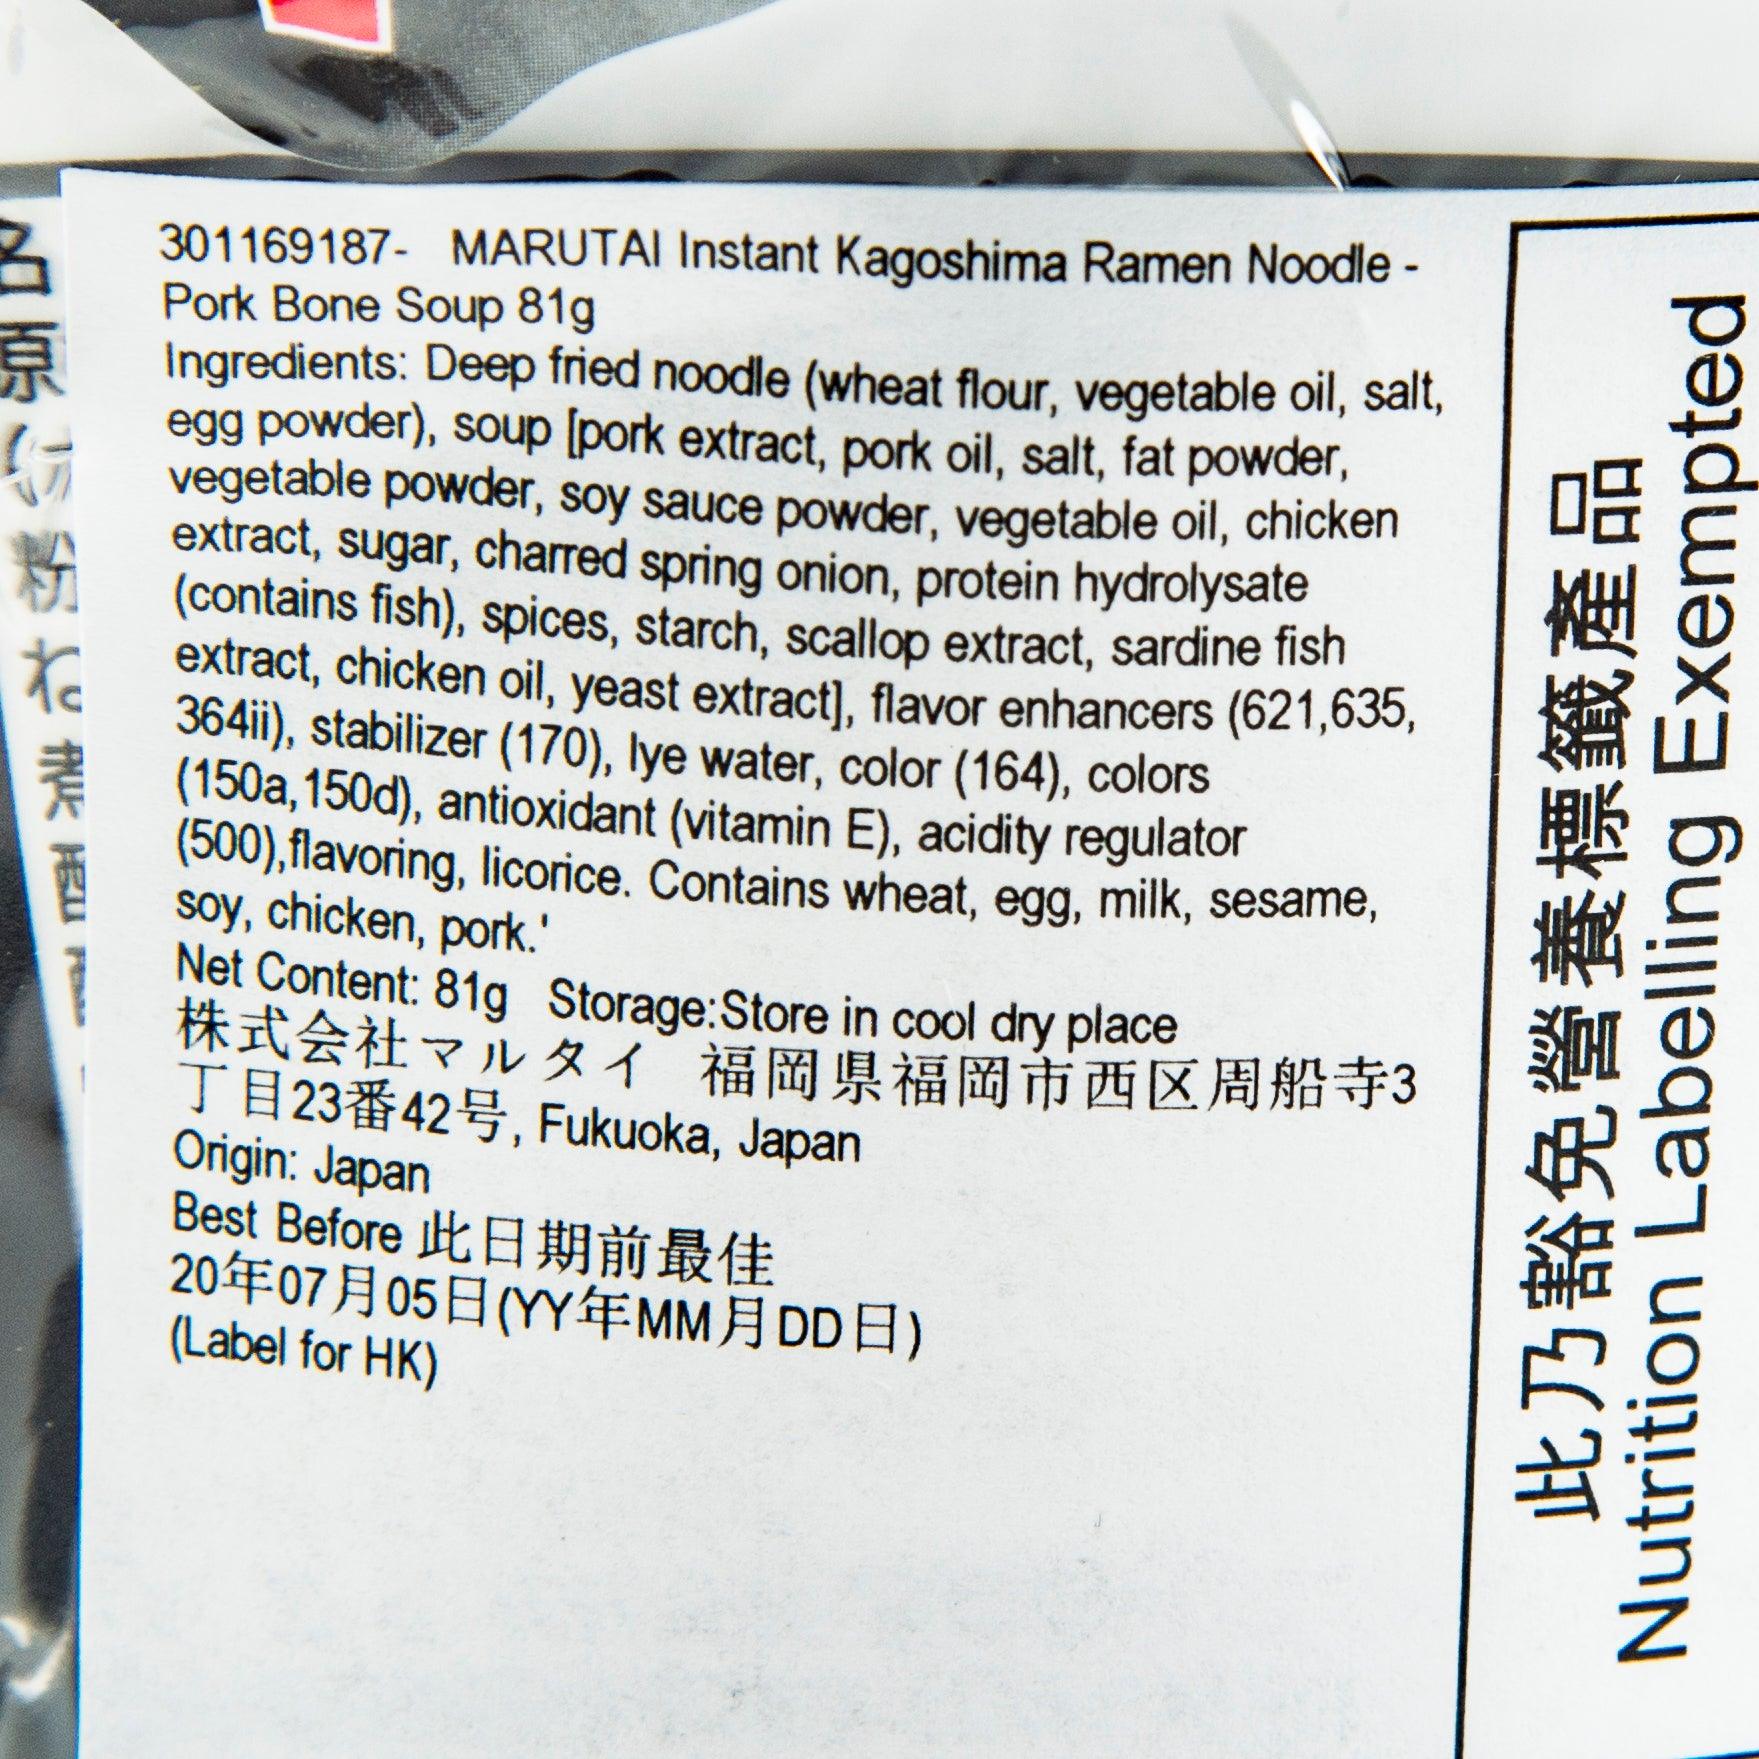 301169187- MARUTAI Instant Kagoshima Ramen Noodle -
Pork Bone Soup 81g
Ingredients: Deep fried noodle (wheat flour, vegetable oil, salt,
egg powder), soup [pork extract, pork oil, salt, fat powder,
vegetable powder, soy sauce powder, vegetable oil, chicken
extract, sugar, charred spring onion, protein hydrolysate
(contains fish), spices, starch, scallop extract, sardine fish
extract, chicken oil, yeast extract], flavor enhancers (621,635,
364ii), stabilizer (170), lye water, color (164), colors
(150a,150d), antioxidant (vitamin E), acidity regulator
(500),flavoring, licorice. Contains wheat, egg, milk, sesame,
soy, chicken, pork.'
Net Content: 81g Storage:Store in cool dry place
株式会社マルタイ 福岡県福岡市西区周船寺3
丁目23番42号, Fukuoka, Japan
Origin: Japan
Best Before 此日期前最佳
20年07月05日(YY年MM月DD日)
(Label for HK)
此乃豁免營養標籤產品
Nutrition Labelling Exempted
名
原
粉
ね
煮